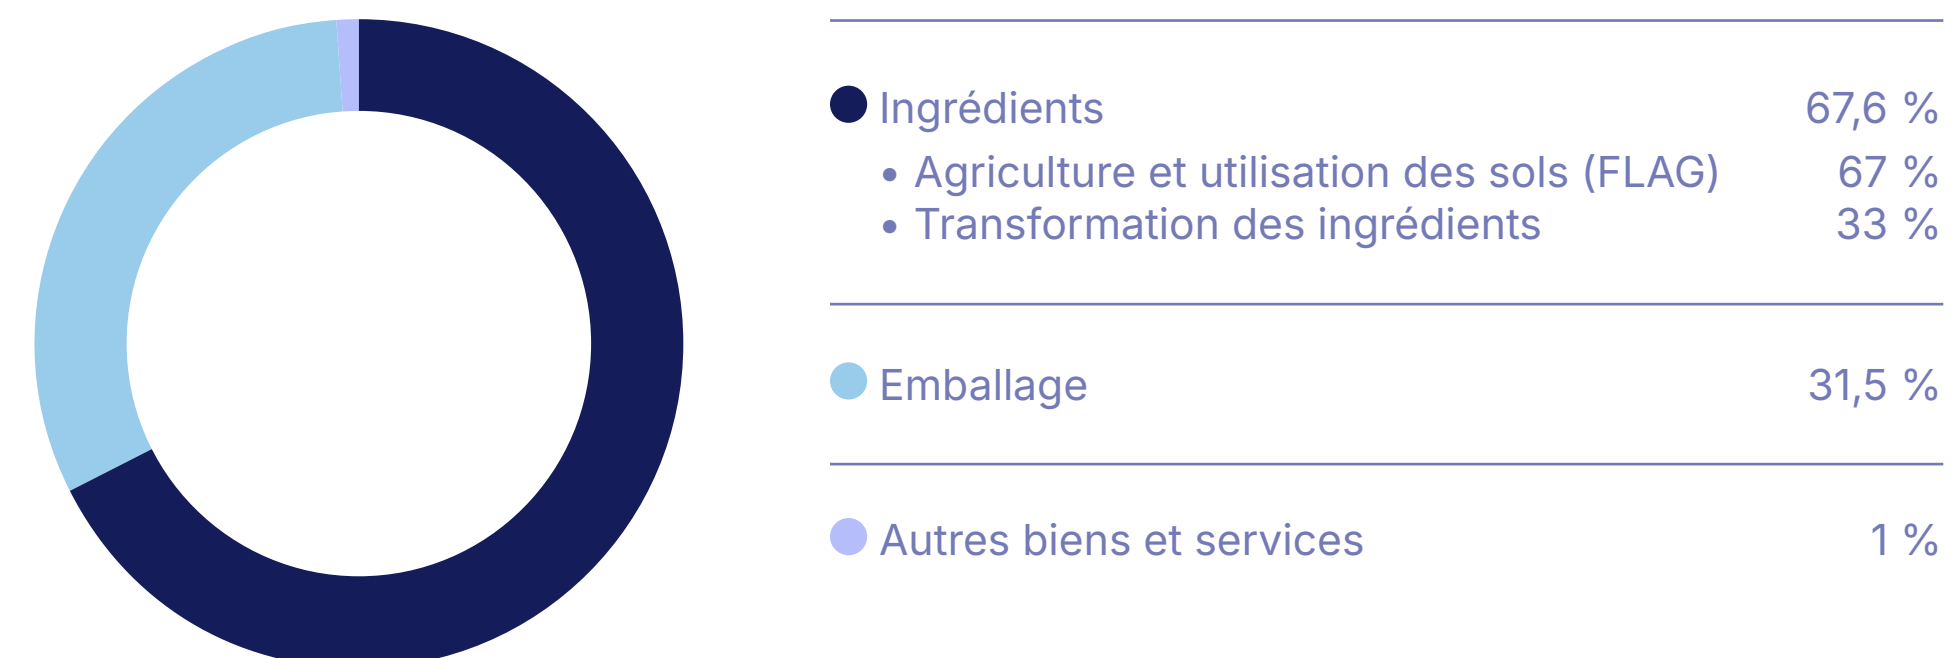 Ingrédients 67,6 %
• Agriculture et utilisation des sols (FLAG) 67 %
• Transformation des ingrédients 33 %
Emballage 31,5 %
Autres biens et services 1 %